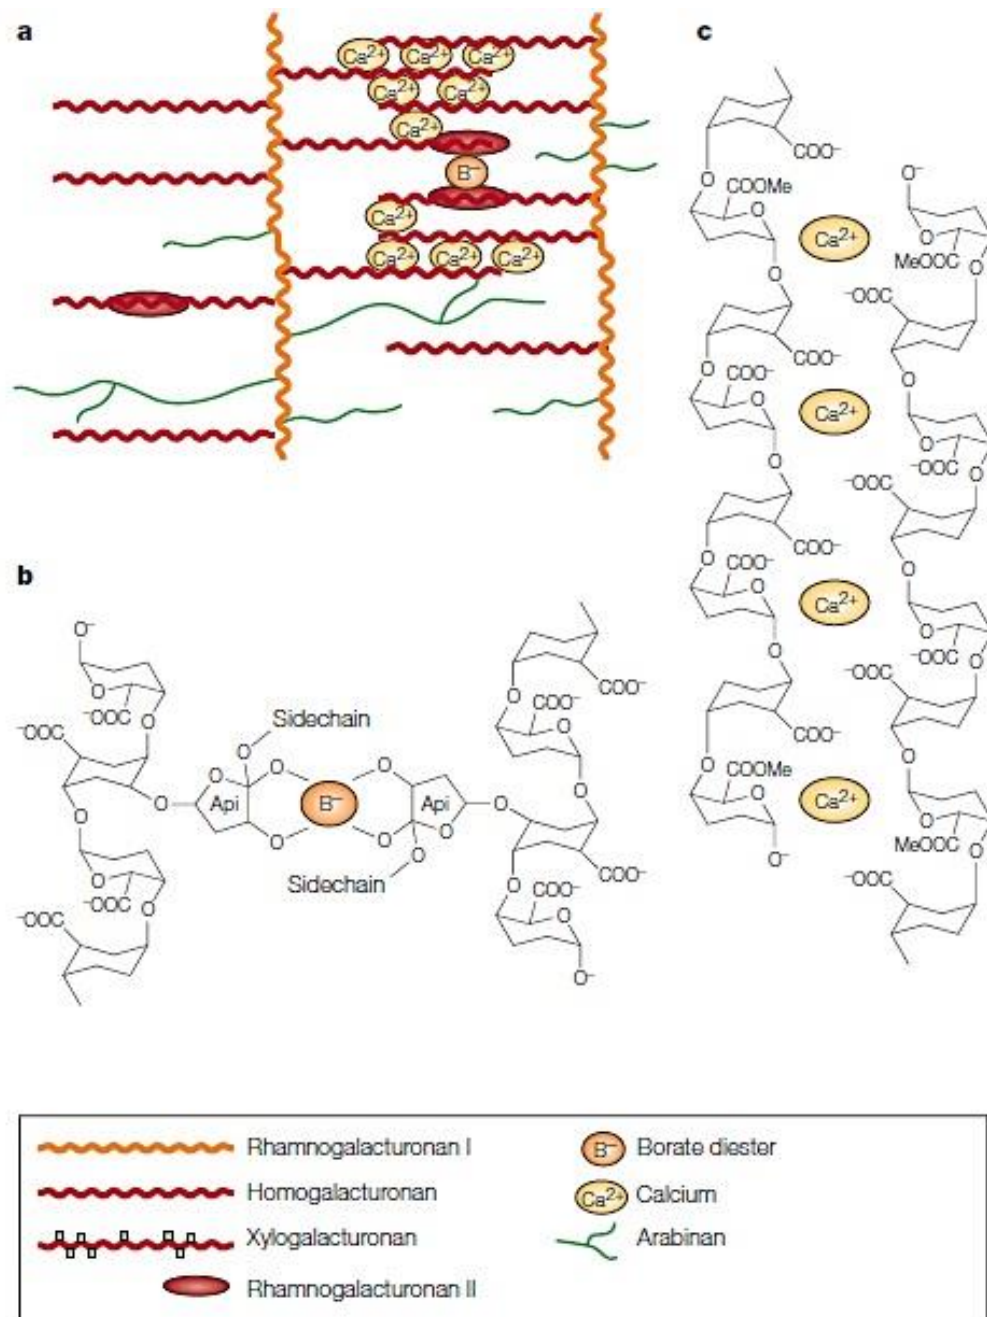 a
Ca2+ Ca2+ Ca2+
Ca2+ Ca2+
Ca2+
B–
Ca2+
Ca2+ Ca2+ Ca2+
b
O–
O
–OOC
O
–OOC
O
O
O
–OOC
O
–OOC
Sidechain
O
O
O
Api
O
B–
O
O
Api
O
O
O
Sidechain
COO–
O
COO–
O
O
O
COO–
O
COO–
O
O–
c
COO–
O–
O
COOMe
O
O
Ca2+
O
MeOOC
O
O
–OOC
COO–
O
COO–
O
O
Ca2+
O
O
–OOC
O
–OOC
COO–
O
COO–
O
O
Ca2+
O
O
–OOC
O
–OOC
COO–
O
O
COOMe
O
Ca2+
O
MeOOC
O
O–
–OOC
Rhamnogalacturonan I
Homogalacturonan
Xylogalacturonan
Rhamnogalacturonan II
B– Borate diester
Ca2+ Calcium
Arabinan